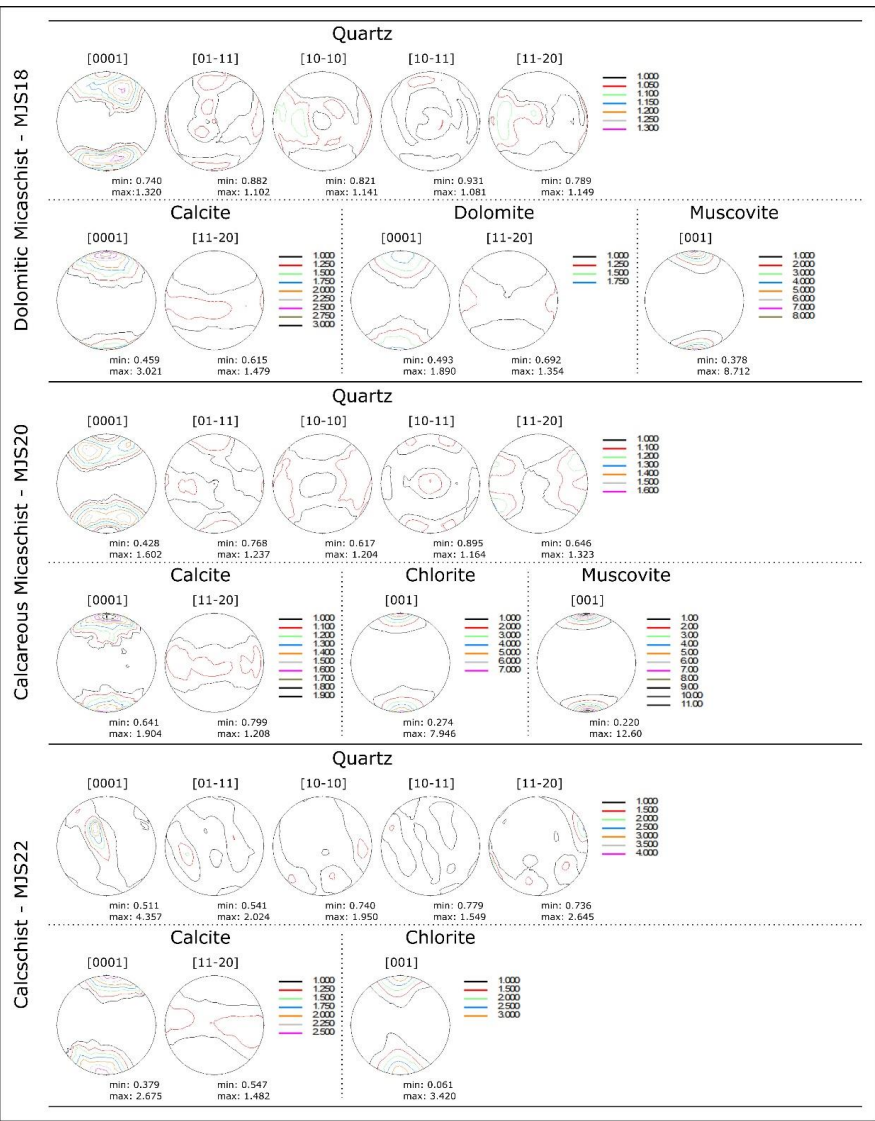 Dolomitic Micaschist - MJS18
Quartz
[0001] [01-11] [10-10] [10-11] [11-20]
1.000
1.050
1.100
1.150
1.200
1.250
1.300
min: 0.740 min: 0.882 min: 0.821 min: 0.931 min: 0.789
max:1.320 max: 1.102 max: 1.141 max: 1.081 max: 1.149
Calcite Dolomite Muscovite
[0001] [11-20] [0001] [11-20] [001]
1.000 1.000 1.000
1.250 1.250 2.000
1.500 1.500 3.000
1.750 1.750 4.000
2.000 5.000
2.250 6.000
2.500 7.000
2.750 8.000
3.000
min: 0.459 min: 0.615 min: 0.493 min: 0.692 min: 0.378
max: 3.021 max: 1.479 max: 1.890 max: 1.354 max: 8.712
Calcareous Micaschist - MJS20
Quartz
[0001] [01-11] [10-10] [10-11] [11-20]
1.000
1.100
1.200
1.300
1.400
1.500
1.600
min: 0.428 min: 0.768 min: 0.617 min: 0.895 min: 0.646
max: 1.602 max: 1.237 max: 1.204 max: 1.164 max: 1.323
Calcite Chlorite Muscovite
[0001] [11-20] [001] [001]
1.000 1.000 1.00
1.100 2.000 2.00
1.200 3.000 3.00
1.300 4.000 4.00
1.400 5.000 5.00
1.500 6.000 6.00
1.600 7.000 7.00
1.700 8.00
1.800 9.00
1.900 10.00
11.00
min: 0.641 min: 0.799 min: 0.274 min: 0.220
max: 1.904 max: 1.208 max: 7.946 max: 12.60
Calcschist - MJS22
Quartz
[0001] [01-11] [10-10] [10-11] [11-20]
1.000
1.500
2.000
2.500
3.000
3.500
4.000
min: 0.511 min: 0.541 min: 0.740 min: 0.779 min: 0.736
max: 4.357 max: 2.024 max: 1.950 max: 1.549 max: 2.645
Calcite Chlorite
[0001] [11-20] [001]
1.000 1.000
1.250 1.500
1.500 2.000
1.750 2.500
2.000 3.000
2.250
2.500
min: 0.379 min: 0.547 min: 0.061
max: 2.675 max: 1.482 max: 3.420